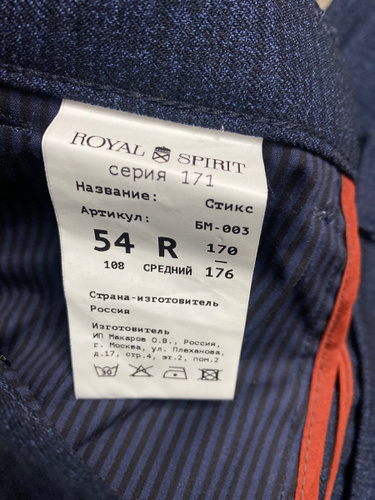 ROYAL SPIRIT
серия 171
Название: Стикс
Артикул: БМ-003
54 R 170
—
108 СРЕДНИЙ 176
Страна-изготовитель
Россия
Изготовитель
ИП Макаров О.В., Россия,
г. Москва, ул. Плеханова,
д.17, стр.4, эт.2, пом.2
30